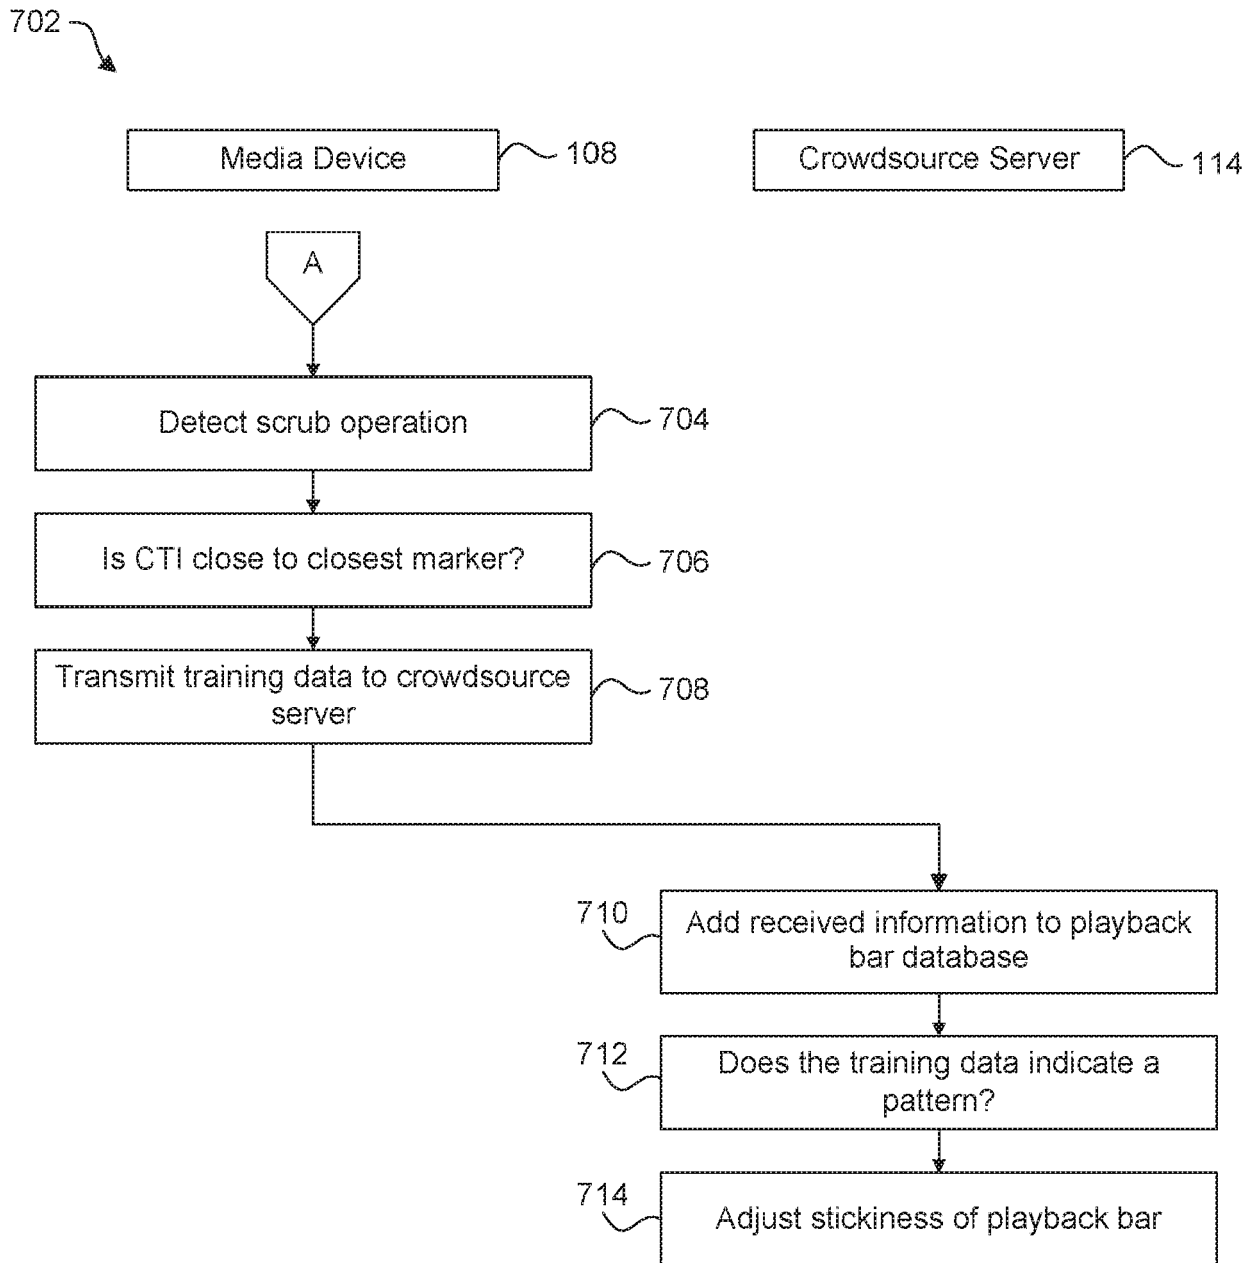 702
Media Device
108
Crowdsource Server
114
A
Detect scrub operation
704
Is CTI close to closest marker?
706
Transmit training data to crowdsource
server
708
710
Add received information to playback
bar database
712
Does the training data indicate a
pattern?
714
Adjust stickiness of playback bar